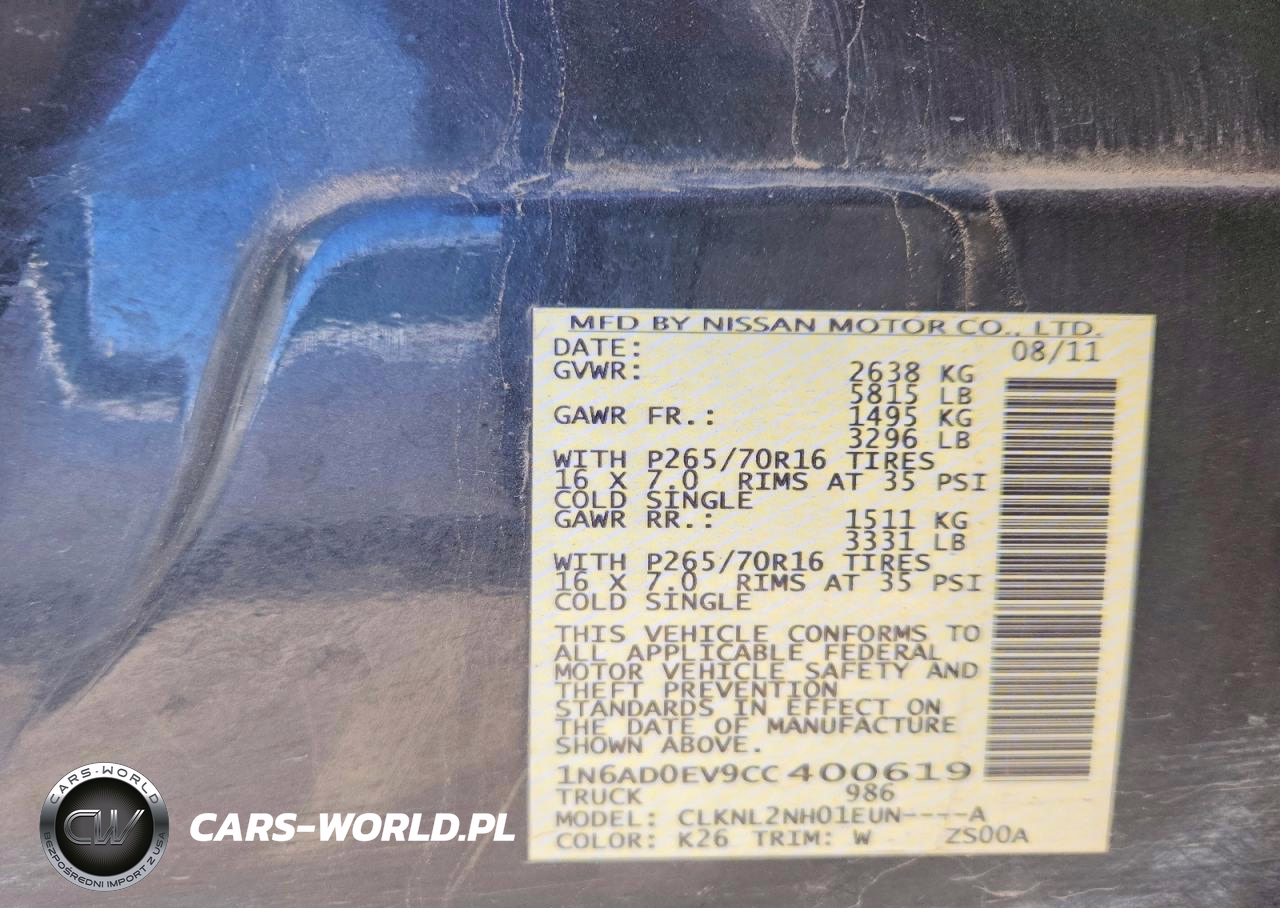 MFD BY NISSAN MOTOR CO., LTD.
DATE: 08/11
GVWR: 2638 KG
5815 LB
GAWR FR.: 1495 KG
3296 LB
WITH P265/70R16 TIRES
16 X 7.0 RIMS AT 35 PSI
COLD SINGLE
GAWR RR.: 1511 KG
3331 LB
WITH P265/70R16 TIRES
16 X 7.0 RIMS AT 35 PSI
COLD SINGLE
THIS VEHICLE CONFORMS TO
ALL APPLICABLE FEDERAL
MOTOR VEHICLE SAFETY AND
THEFT PREVENTION
STANDARDS IN EFFECT ON
THE DATE OF MANUFACTURE
SHOWN ABOVE.
1N6AD0EV9CC400619
TRUCK 986
MODEL: CLKNL2NH01EUN----A
COLOR: K26 TRIM: W ZS00A
CARS-WORLD
CW
BEZPOŚREDNI IMPORT Z USA
CARS-WORLD.PL